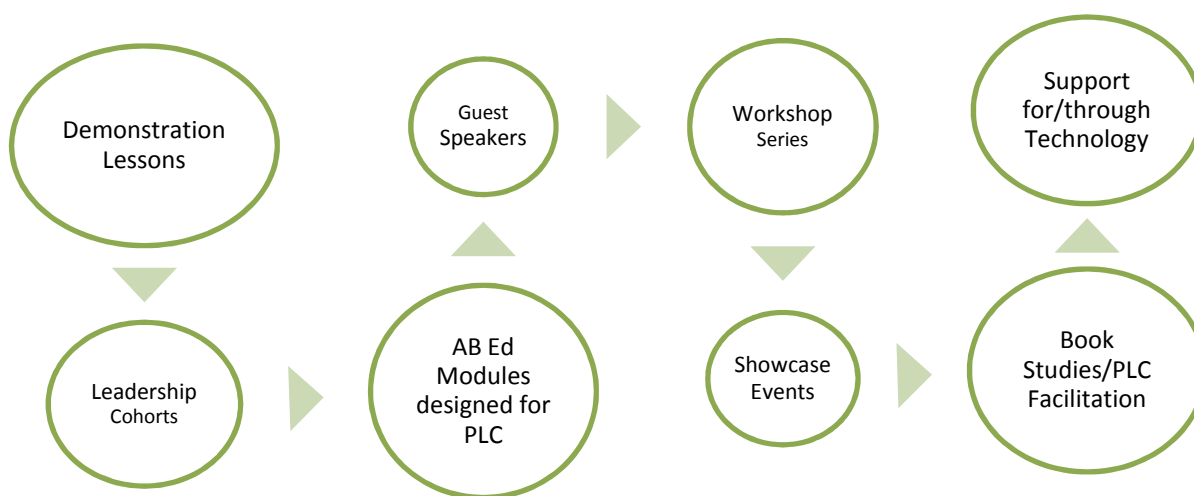 Demonstration
Lessons
Leadership
Cohorts
AB Ed
Modules
designed for
PLC
Guest
Speakers
Workshop
Series
Showcase
Events
Book
Studies/PLC
Facilitation
Support
for/through
Technology